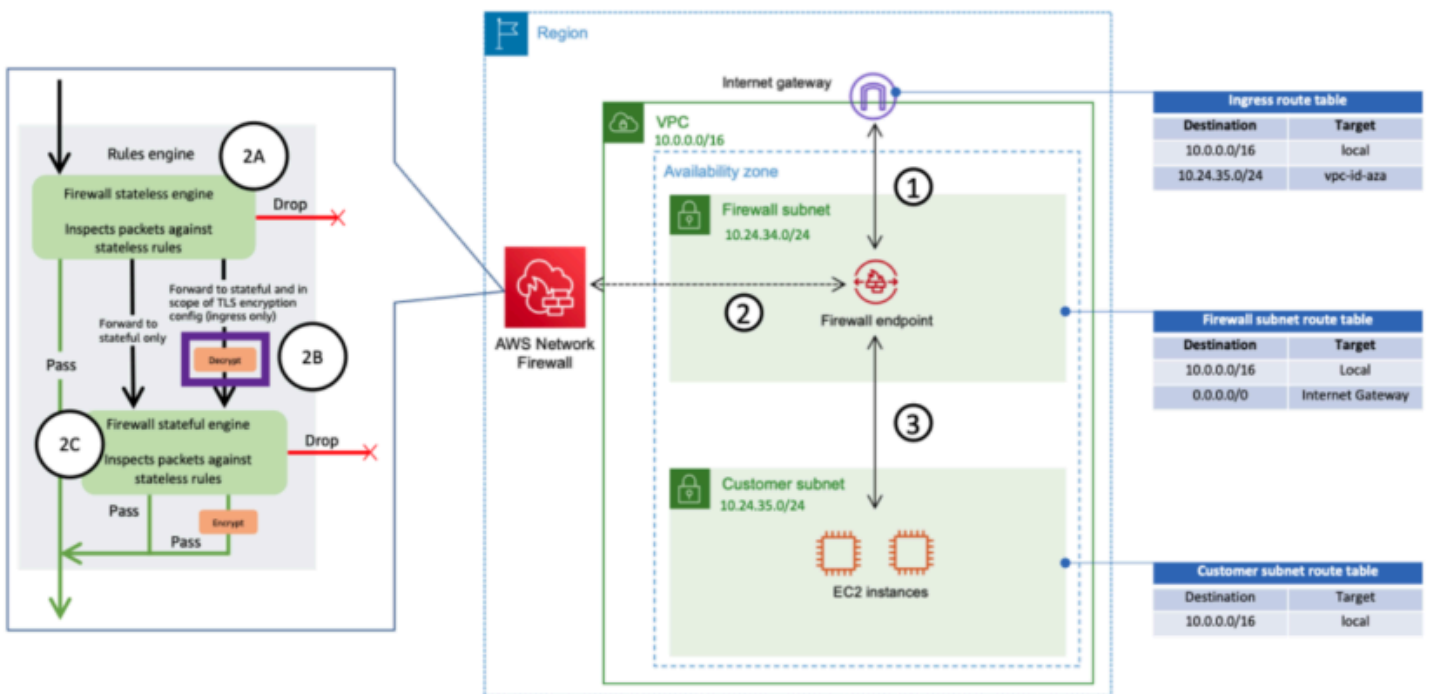 Region
Internet gateway
VPC
10.0.0.0/16
Availability zone
Firewall subnet
10.24.34.0/24
Firewall endpoint
AWS Network
Firewall
Customer subnet
10.24.35.0/24
EC2 instances
1
2
3
Rules engine
2A
Firewall stateless engine
Inspects packets against
stateless rules
Drop
Forward to stateful and in
scope of TLS encryption
config (ingress only)
Forward to
stateful only
Pass
Decrypt
2B
2C
Firewall stateful engine
Inspects packets against
stateless rules
Drop
Pass
Encrypt
Pass
Ingress route table
Destination Target
10.0.0.0/16 local
10.24.35.0/24 vpc-id-aza
Firewall subnet route table
Destination Target
10.0.0.0/16 Local
0.0.0.0/0 Internet Gateway
Customer subnet route table
Destination Target
10.0.0.0/16 local